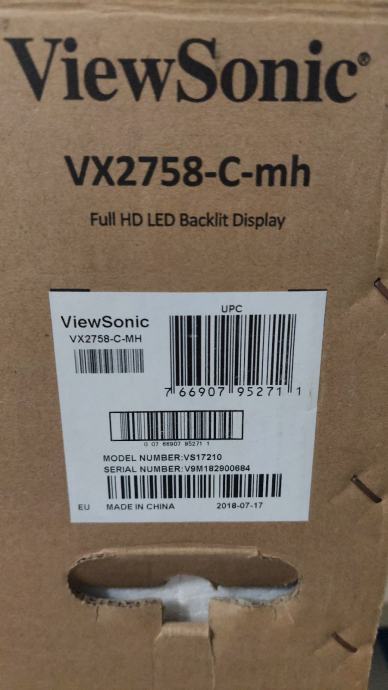 ViewSonic®
VX2758-C-mh
Full HD LED Backlit Display
ViewSonic
VX2758-C-MH
UPC
7 66907 95271 1
0 07 66907 95271 1
MODEL NUMBER:VS17210
SERIAL NUMBER:V9M182900684
EU MADE IN CHINA 2018-07-17